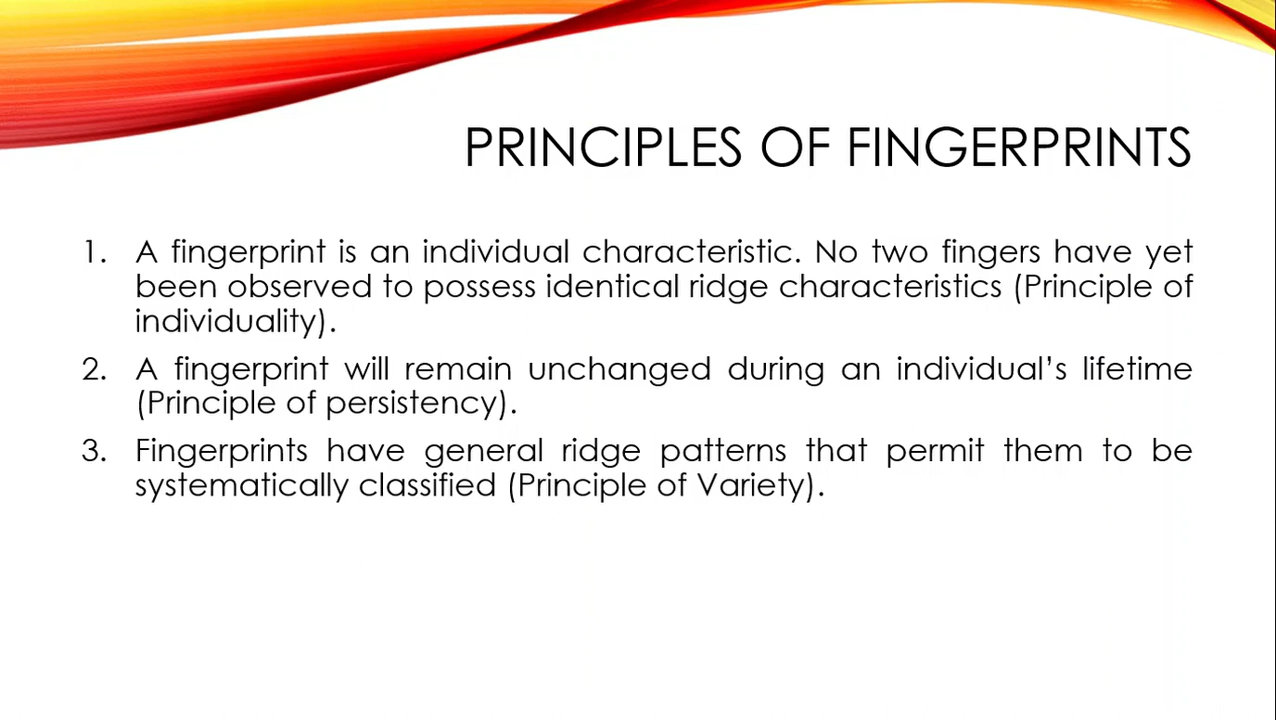 PRINCIPLES OF FINGERPRINTS
1. A fingerprint is an individual characteristic. No two fingers have yet
been observed to possess identical ridge characteristics (Principle of
individuality).
2. A fingerprint will remain unchanged during an individual’s lifetime
(Principle of persistency).
3. Fingerprints have general ridge patterns that permit them to be
systematically classified (Principle of Variety).